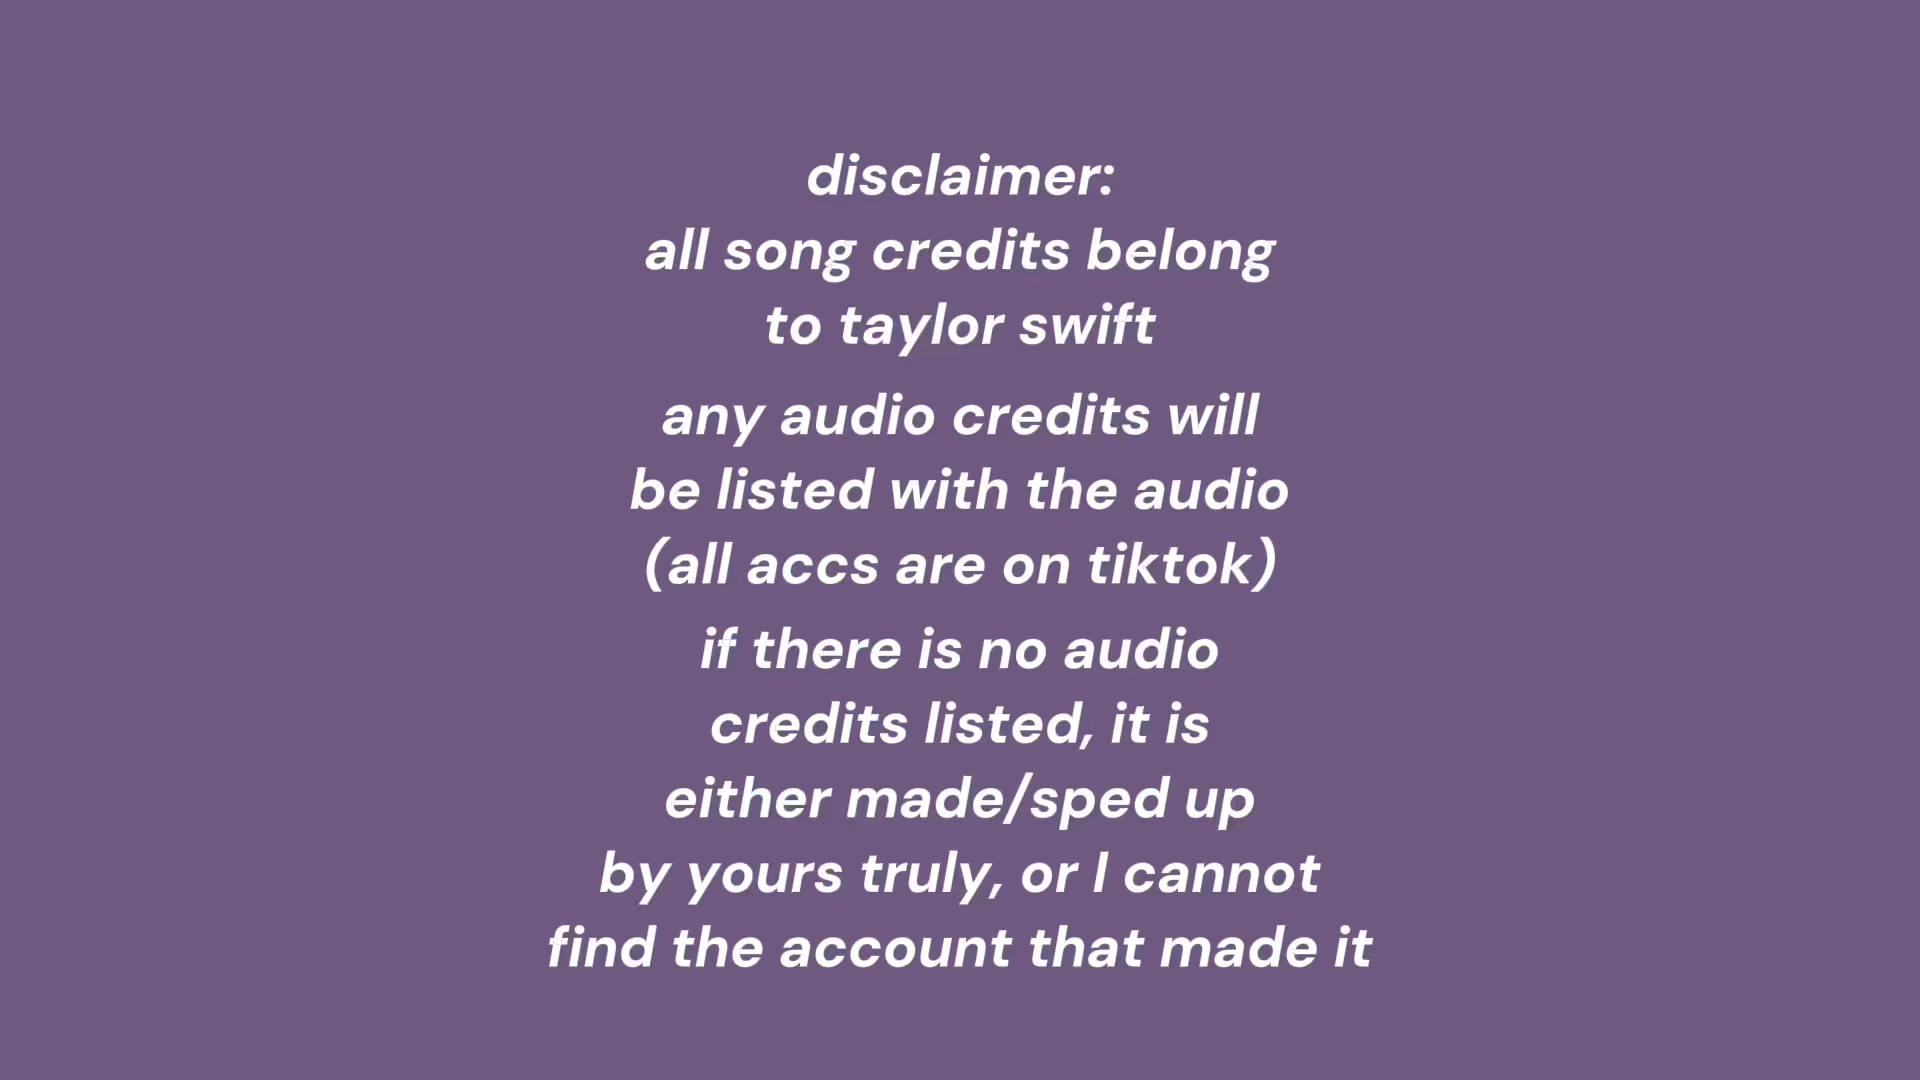 disclaimer:
all song credits belong
to taylor swift
any audio credits will
be listed with the audio
(all accs are on tiktok)
if there is no audio
credits listed, it is
either made/sped up
by yours truly, or I cannot
find the account that made it